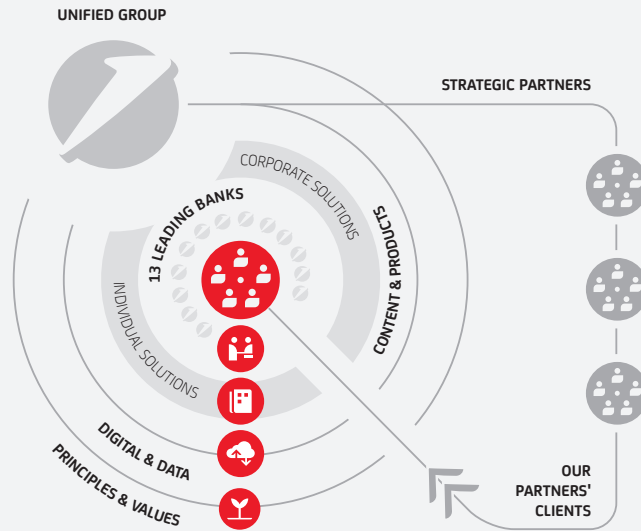 UNIFIED GROUP
STRATEGIC PARTNERS
CORPORATE SOLUTIONS
13 LEADING BANKS
CONTENT & PRODUCTS
INDIVIDUAL SOLUTIONS
DIGITAL & DATA
PRINCIPLES & VALUES
OUR
PARTNERS'
CLIENTS